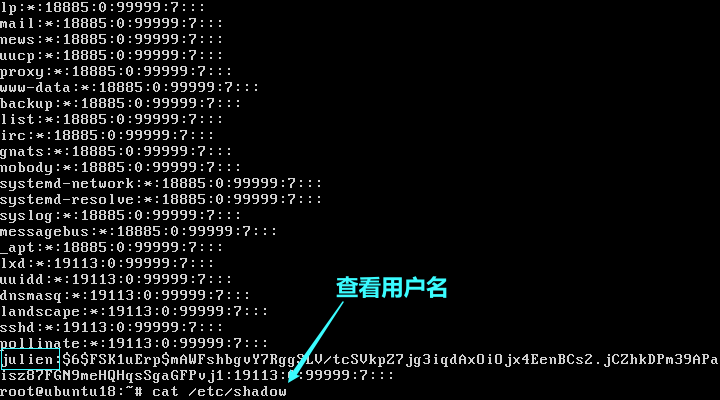 lp:*:18885:0:99999:7:::
mail:*:18885:0:99999:7:::
news:*:18885:0:99999:7:::
uucp:*:18885:0:99999:7:::
proxy:*:18885:0:99999:7:::
www-data:*:18885:0:99999:7:::
backup:*:18885:0:99999:7:::
list:*:18885:0:99999:7:::
irc:*:18885:0:99999:7:::
gnats:*:18885:0:99999:7:::
nobody:*:18885:0:99999:7:::
systemd-network:*:18885:0:99999:7:::
systemd-resolve:*:18885:0:99999:7:::
syslog:*:18885:0:99999:7:::
messagebus:*:18885:0:99999:7:::
_apt:*:18885:0:99999:7:::
lxd:*:19113:0:99999:7:::
uuidd:*:19113:0:99999:7:::
dnsmasq:*:19113:0:99999:7:::
landscape:*:19113:0:99999:7:::
sshd:*:19113:0:99999:7:::
pollinate:*:19113:0:99999:7:::
查看用户名
julien:$6$FSK1uErp$mAWFshbgvY7RggSLV/tcSVkpZ7jg3iqdAxOiOjx4EenBCs2.jCZhkDPm39APa
isz87FGN9meHQHqsSgaGFPvj1:19113:0:99999:7:::
root@ubuntu18:~# cat /etc/shadow